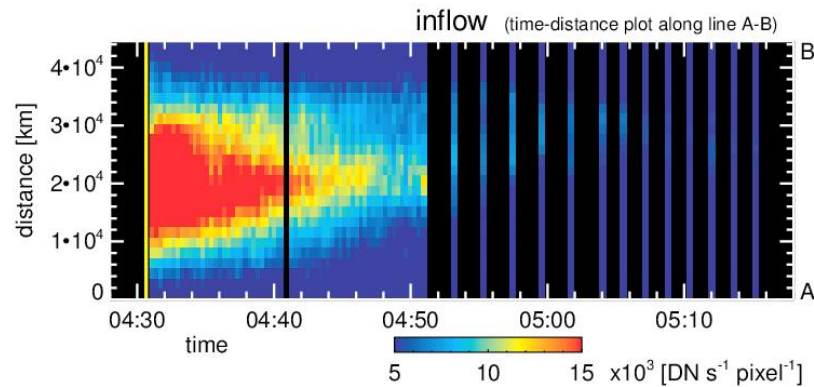 inflow (time-distance plot along line A-B)
B
4•10⁴
3•10⁴
distance [km]
2•10⁴
1•10⁴
0
A
04:30 04:40 04:50 05:00 05:10
time
5 10 15 x10³ [DN s⁻¹ pixel⁻¹]